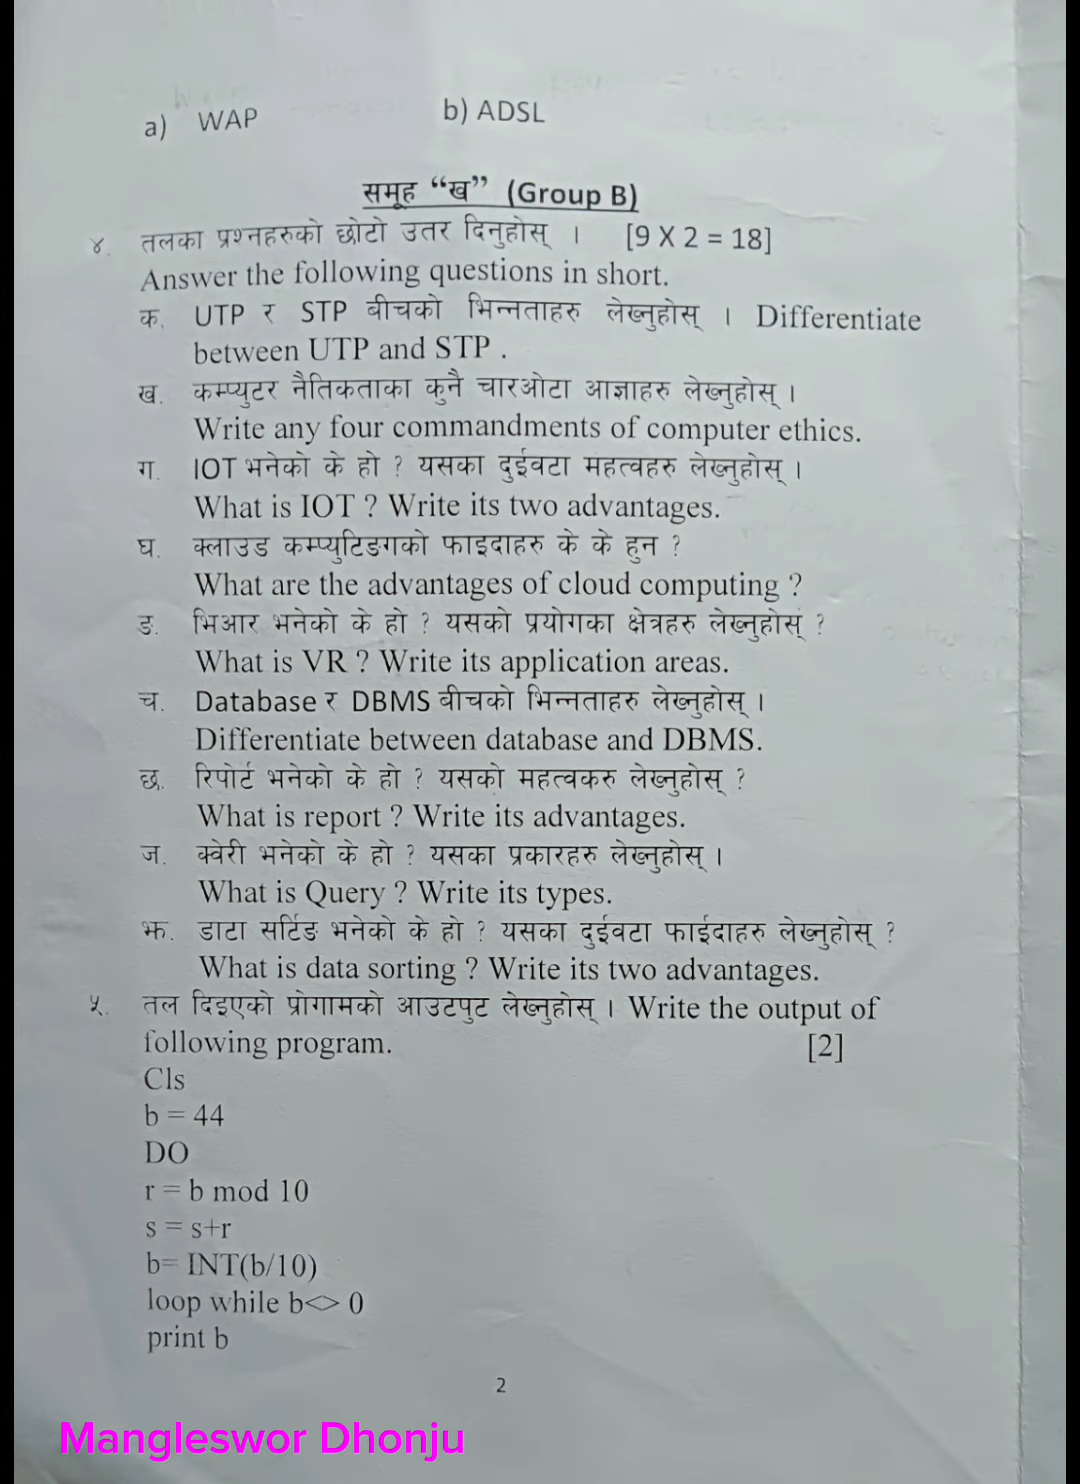 a) WAP b) ADSL
समूह “ख” (Group B)
४. तलका प्रश्नहरुको छोटो उतर दिनुहोस् । [9 X 2 = 18]
Answer the following questions in short.
क. UTP र STP बीचको भिन्नताहरु लेख्नुहोस् । Differentiate
between UTP and STP .
ख. कम्प्युटर नैतिकताका कुनै चारओटा आज्ञाहरु लेख्नुहोस् ।
Write any four commandments of computer ethics.
ग. IOT भनेको के हो ? यसका दुईवटा महत्वहरु लेख्नुहोस् ।
What is IOT ? Write its two advantages.
घ. क्लाउड कम्प्युटिङगको फाइदाहरु के के हुन ?
What are the advantages of cloud computing ?
ङ. भिआर भनेको के हो ? यसको प्रयोगका क्षेत्रहरु लेख्नुहोस् ?
What is VR ? Write its application areas.
च. Database र DBMS बीचको भिन्नताहरु लेख्नुहोस् ।
Differentiate between database and DBMS.
छ. रिपोर्ट भनेको के हो ? यसको महत्वकरु लेख्नुहोस् ?
What is report ? Write its advantages.
ज. क्वेरी भनेको के हो ? यसका प्रकारहरु लेख्नुहोस् ।
What is Query ? Write its types.
झ. डाटा सर्टिङ भनेको के हो ? यसका दुईवटा फाईदाहरु लेख्नुहोस् ?
What is data sorting ? Write its two advantages.
५. तल दिइएको प्रोगामको आउटपुट लेख्नुहोस् । Write the output of
following program. [2]
Cls
b = 44
DO
r = b mod 10
s = s+r
b= INT(b/10)
loop while b<> 0
print b
2
Mangleswor Dhonju